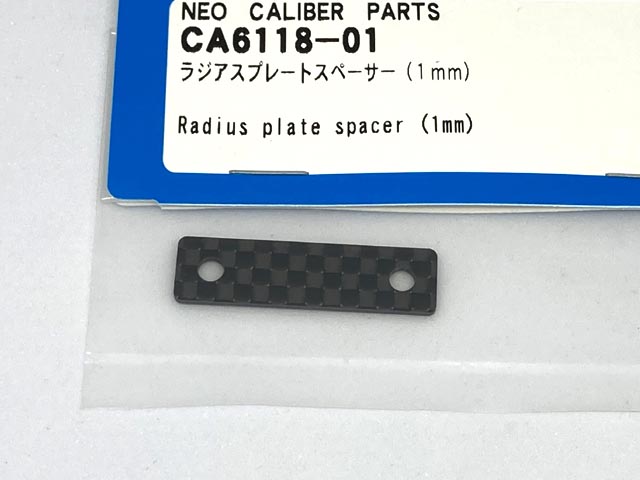 NEO CALIBER PARTS
CA6118-01
ラジアスプレートスペーサー(1mm)
Radius plate spacer (1mm)